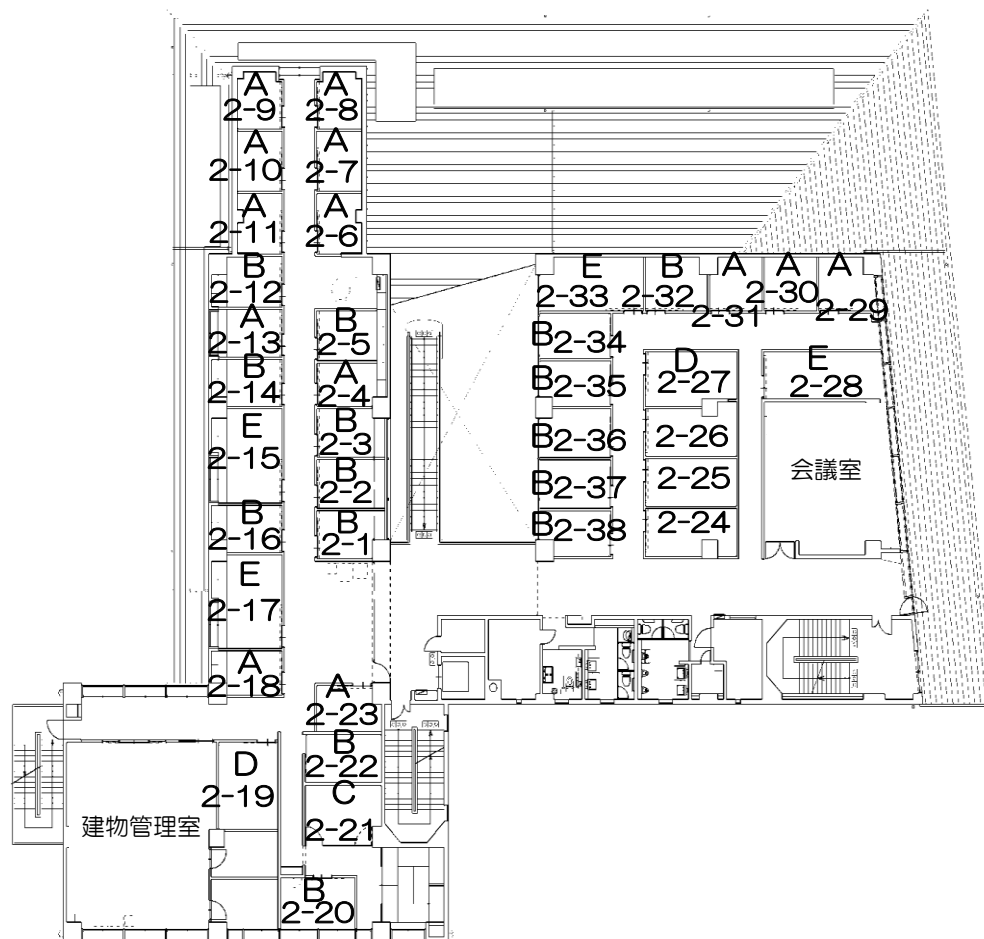 A
2-9
A
2-8
A
2-10
A
2-7
A
2-11
A
2-6
B
2-12
E
2-33
B
2-32
A
2-31
A
2-30
A
2-29
A
2-13
B
2-5
B2-34
B
2-14
A
2-4
B2-35
D
2-27
E
2-28
E
2-15
B
2-3
B2-36
2-26
B
2-2
B2-37
2-25
会議室
B
2-16
B
2-1
B2-38
2-24
E
2-17
A
2-18
A
2-23
B
2-22
D
2-19
C
2-21
建物管理室
B
2-20